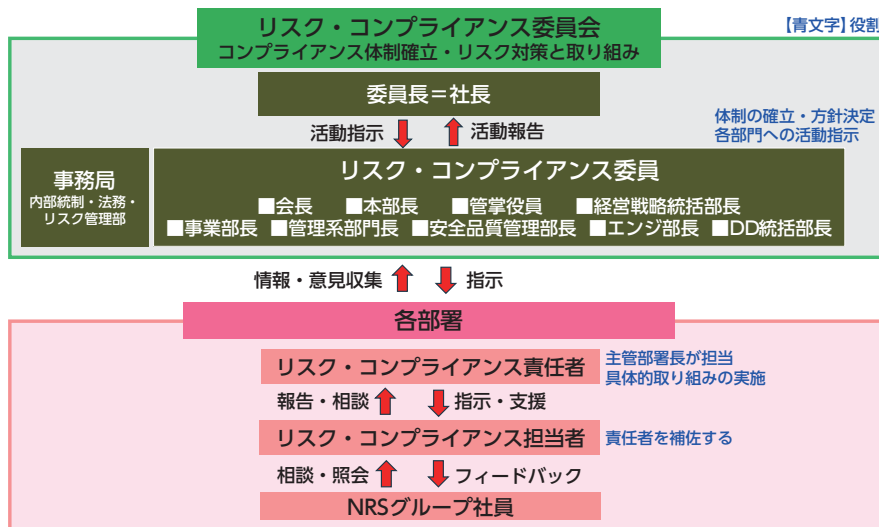 リスク・コンプライアンス委員会
コンプライアンス体制確立・リスク対策と取り組み
【青文字】役割
委員長＝社長
活動指示
活動報告
体制の確立・方針決定
各部門への活動指示
事務局
内部統制・法務・
リスク管理部
リスク・コンプライアンス委員
■会長 ■本部長 ■管掌役員 ■経営戦略統括部長
■事業部長 ■管理系部門長 ■安全品質管理部長 ■エンジ部長 ■DD統括部長
情報・意見収集
指示
各部署
リスク・コンプライアンス責任者
主管部署長が担当
具体的取り組みの実施
報告・相談
指示・支援
リスク・コンプライアンス担当者
責任者を補佐する
相談・照会
フィードバック
NRSグループ社員